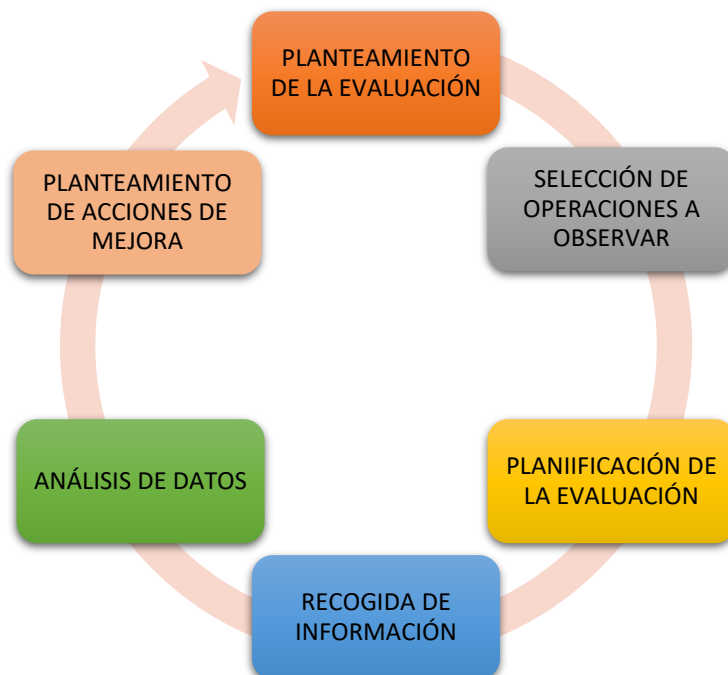 PLANTEAMIENTO
DE LA EVALUACIÓN
SELECCIÓN DE
OPERACIONES A
OBSERVAR
PLANIIFICACIÓN DE
LA EVALUACIÓN
RECOGIDA DE
INFORMACIÓN
ANÁLISIS DE DATOS
PLANTEAMIENTO
DE ACCIONES DE
MEJORA